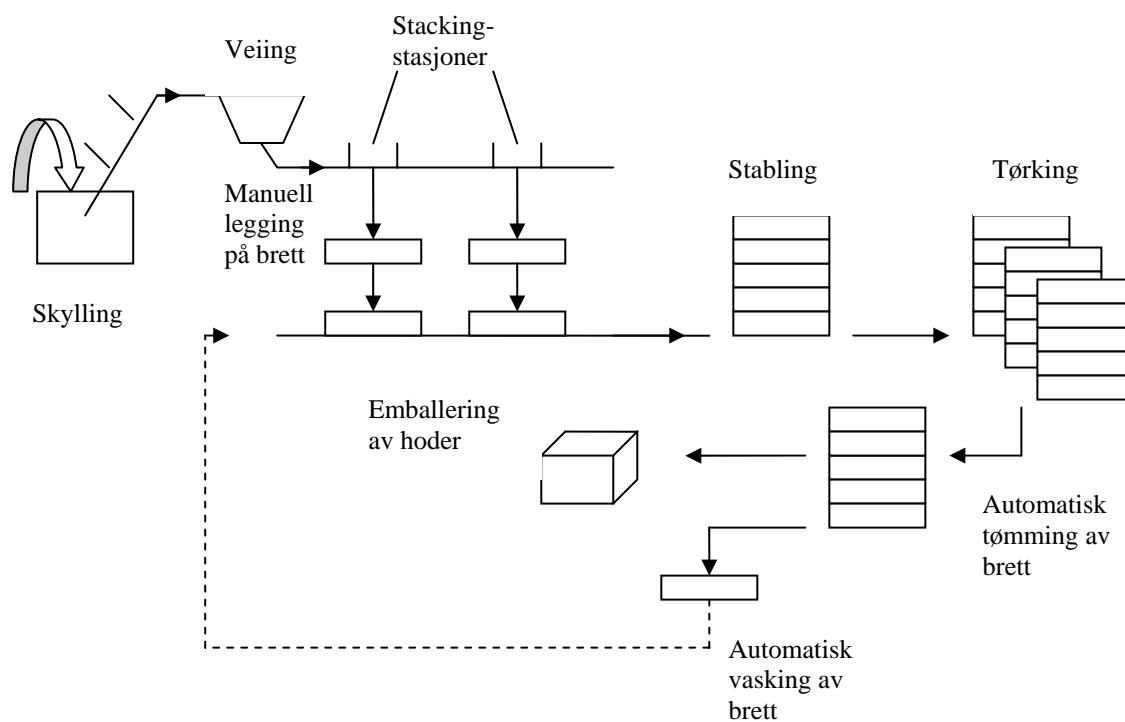 Stacking-
stasjoner
Veiing
Stabling
Tørking
Manuell
legging
på brett
Skylling
Emballering
av hoder
Automatisk
tømming av
brett
Automatisk
vasking av
brett